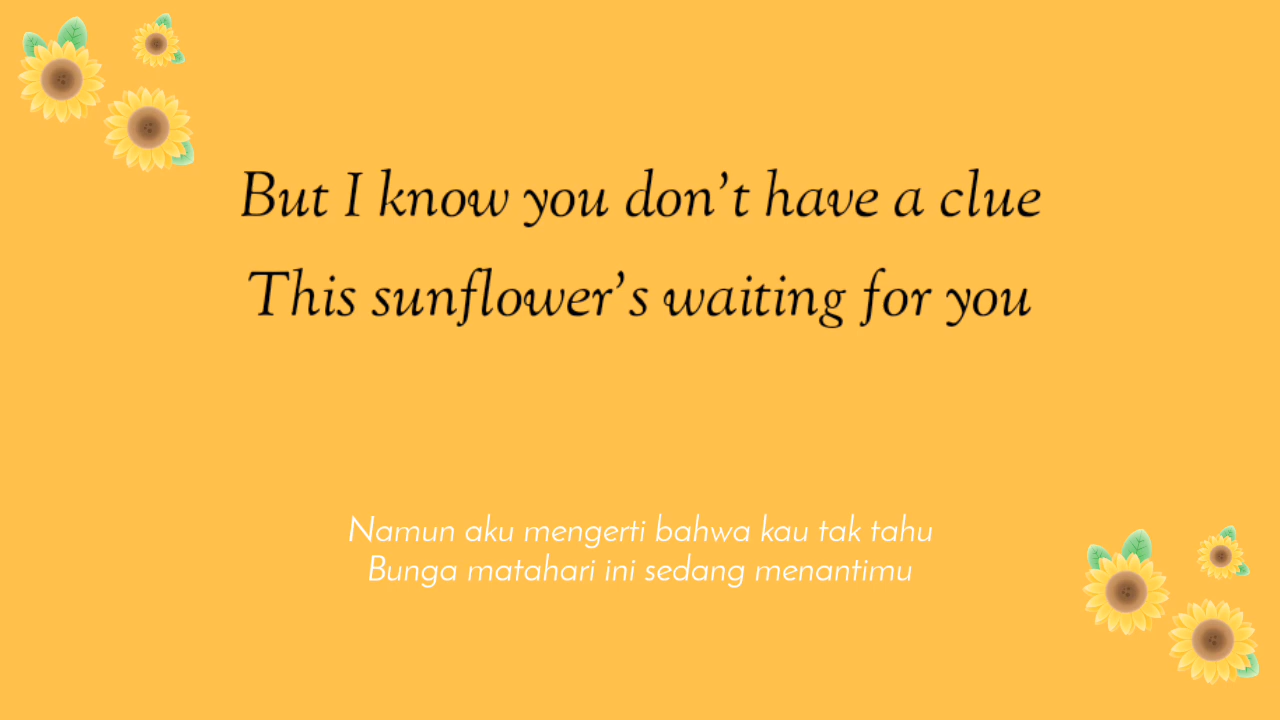 But I know you don’t have a clue
This sunflower’s waiting for you
Namun aku mengerti bahwa kau tak tahu
Bunga matahari ini sedang menantimu